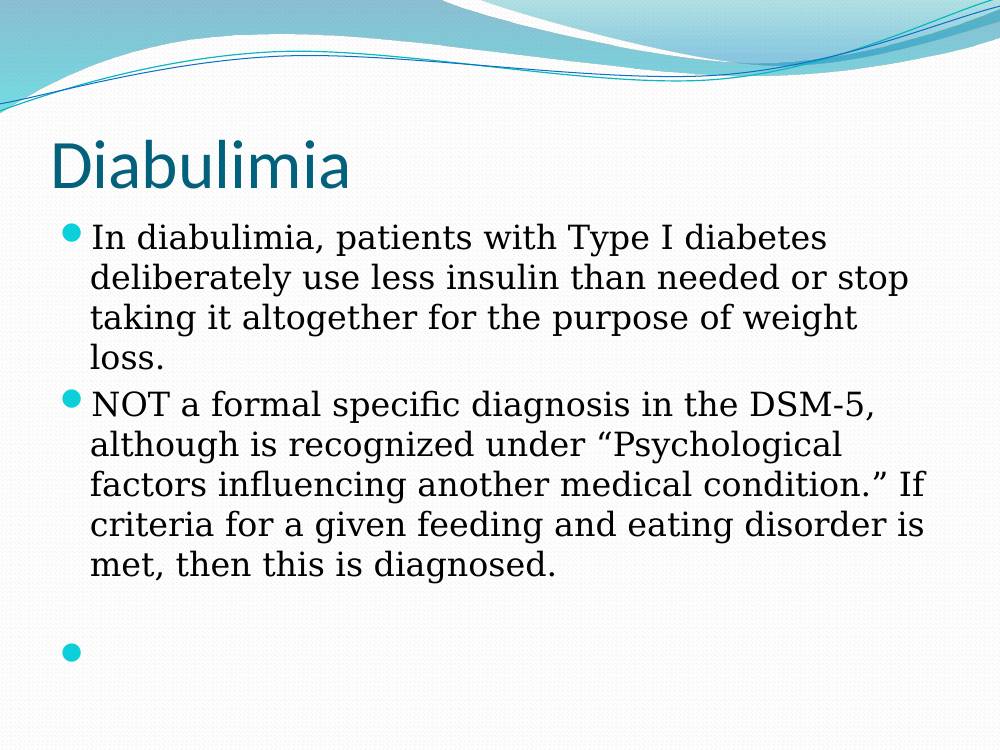 Diabulimia
In diabulimia, patients with Type I diabetes
deliberately use less insulin than needed or stop
taking it altogether for the purpose of weight
loss.
NOT a formal specific diagnosis in the DSM-5,
although is recognized under “Psychological
factors influencing another medical condition.” If
criteria for a given feeding and eating disorder is
met, then this is diagnosed.